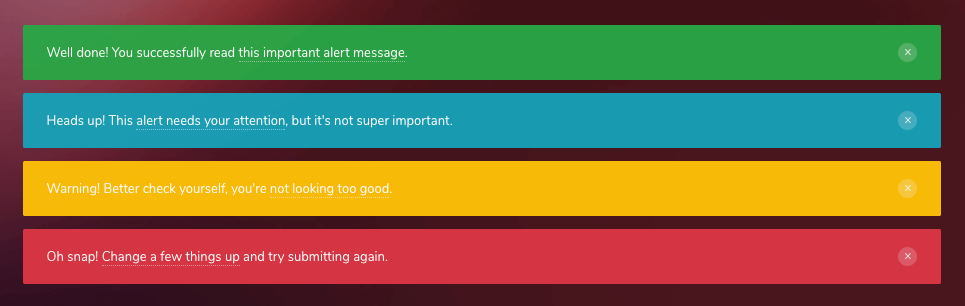 Well done! You successfully read this important alert message.
Heads up! This alert needs your attention, but it's not super important.
Warning! Better check yourself, you're not looking too good.
Oh snap! Change a few things up and try submitting again.